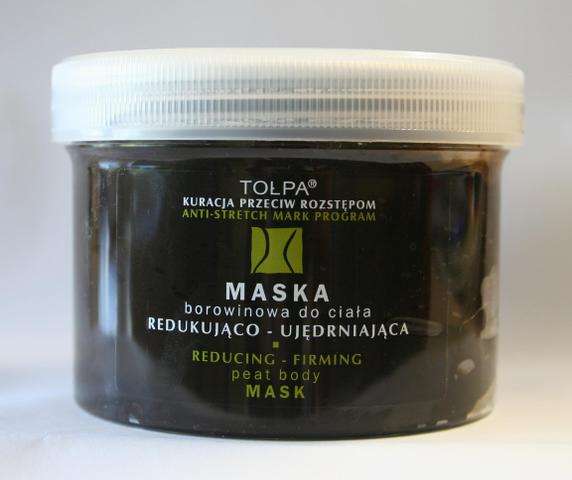 TOŁPA®
KURACJA PRZECIW ROZSTĘPOM
ANTI-STRETCH MARK PROGRAM
MASKA
borowinowa do ciała
REDUKUJĄCO - UJĘDRNIAJĄCA
REDUCING - FIRMING
peat body
MASK